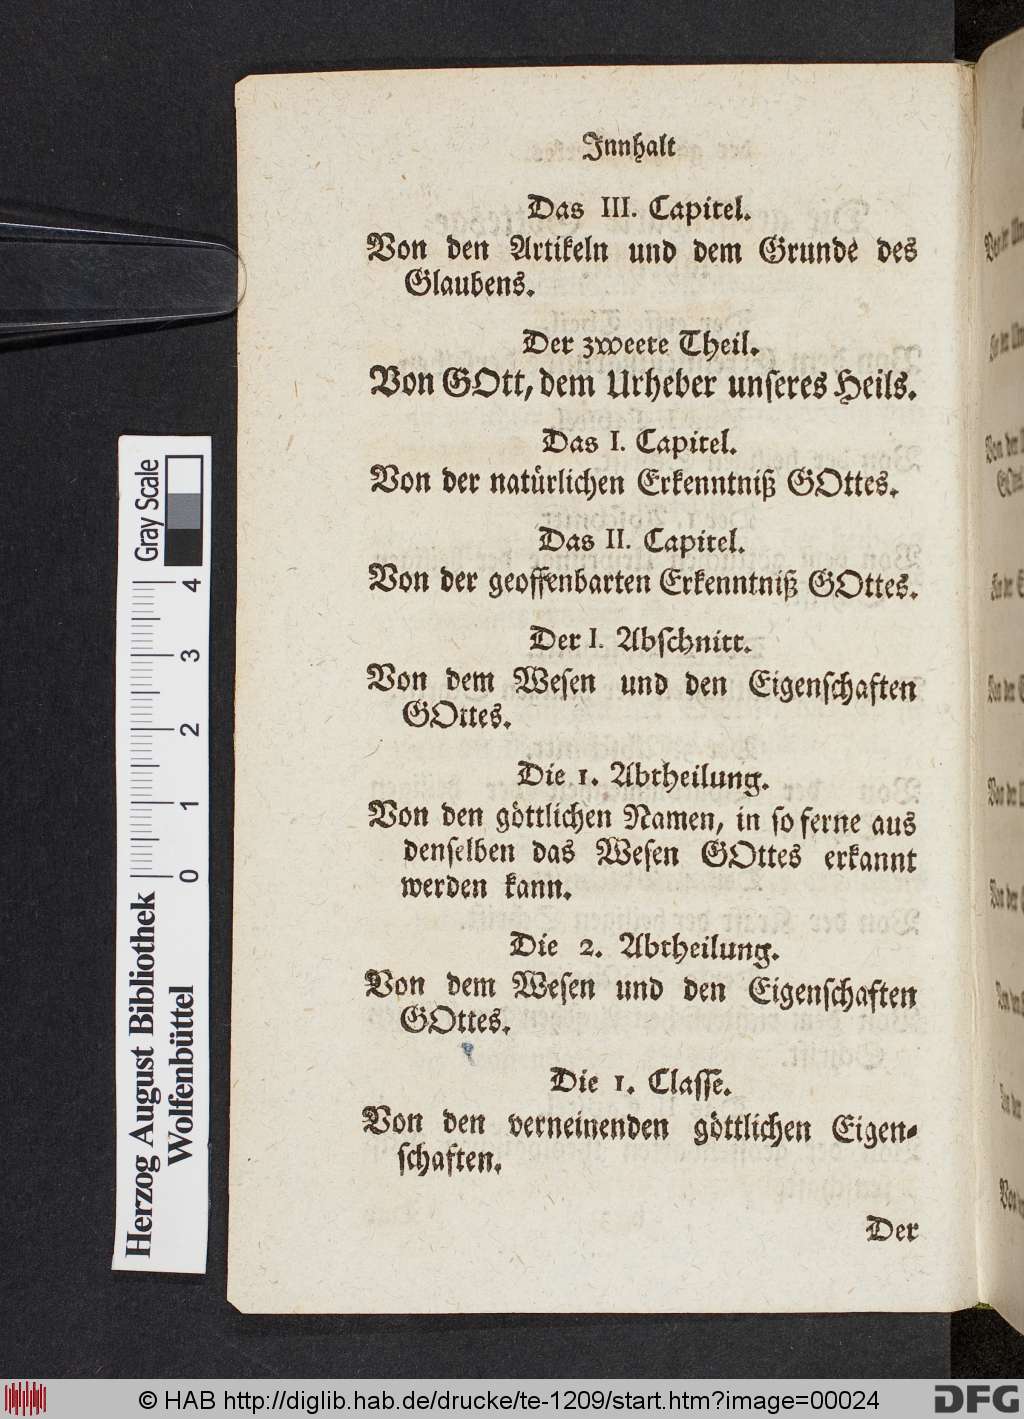 Innhalt
Das III. Capitel.
Von den Artikeln und dem Grunde des
Glaubens.
Der zweete Theil.
Von GOtt, dem Urheber unseres Heils.
Das I. Capitel.
Von der natürlichen Erkenntniß GOttes.
Das II. Capitel.
Von der geoffenbarten Erkenntniß GOttes.
Der I. Abschnitt.
Von dem Wesen und den Eigenschaften
GOttes.
Die 1. Abtheilung.
Von den göttlichen Namen, in so ferne aus
denselben das Wesen GOttes erkannt
werden kann.
Die 2. Abtheilung.
Von dem Wesen und den Eigenschaften
GOttes.
Die 1. Classe.
Von den verneinenden göttlichen Eigen-
schaften.
Der
Herzog August Bibliothek
Wolfenbüttel
0 1 2 3 4
Gray Scale
© HAB http://diglib.hab.de/drucke/te-1209/start.htm?image=00024
DFG